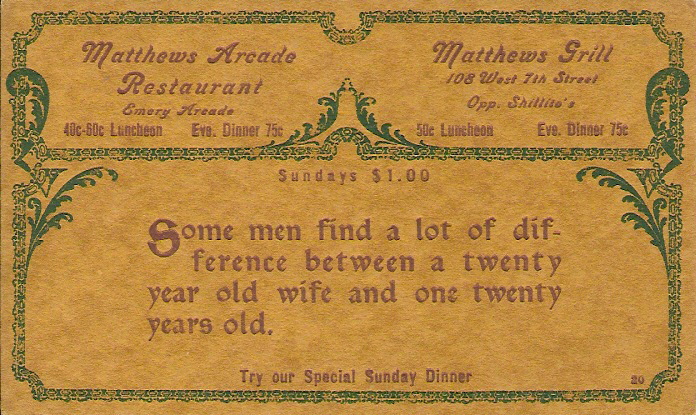 Matthews Arcade
Restaurant
Emery Arcade
40c-60c Luncheon Eve. Dinner 75c
Matthews Grill
108 West 7th Street
Opp. Shillito's
50c Luncheon Eve. Dinner 75c
Sundays $1.00
Some men find a lot of dif-
ference between a twenty
year old wife and one twenty
years old.
Try our Special Sunday Dinner
20